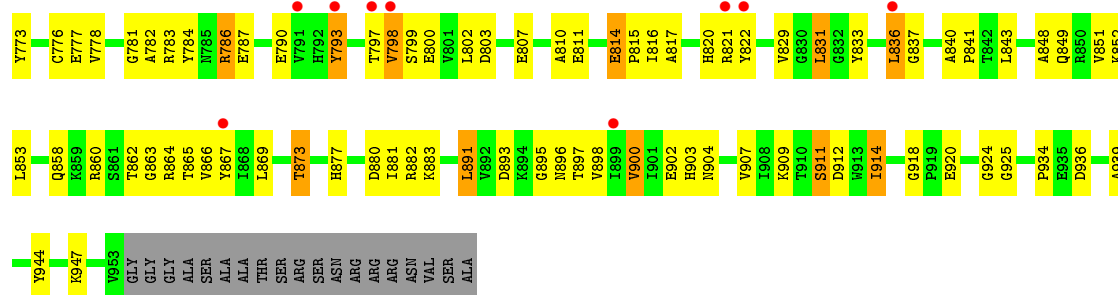 Y773 C776 E777 V778 G781 A782 R783 Y784 N785 R786 E787 E790 V791 H792 Y793 T797 V798 S799 E800 V801 L802 D803 E807 A810 E811 E814 P815 I816 A817 H820 R821 Y822 V829 G830 L831 G832 Y833 L836 G837 A840 P841 T842 L843 A848 Q849 R850 V851 K852
L853 Q858 K859 R860 S861 T862 G863 R864 T865 V866 Y867 I868 L869 T873 H877 D880 I881 R882 K883 L891 V892 D893 K894 G895 N896 T897 V898 I899 V900 I901 E902 H903 N904 V907 I908 K909 T910 S911 D912 W913 I914 G918 P919 E920 G924 G925 P934 E935 D936 A939
Y944 K947 V953 GLY GLY GLY ALA SER ALA ALA THR SER ARG SER ASN ARG ARG ARG ASN VAL SER ALA